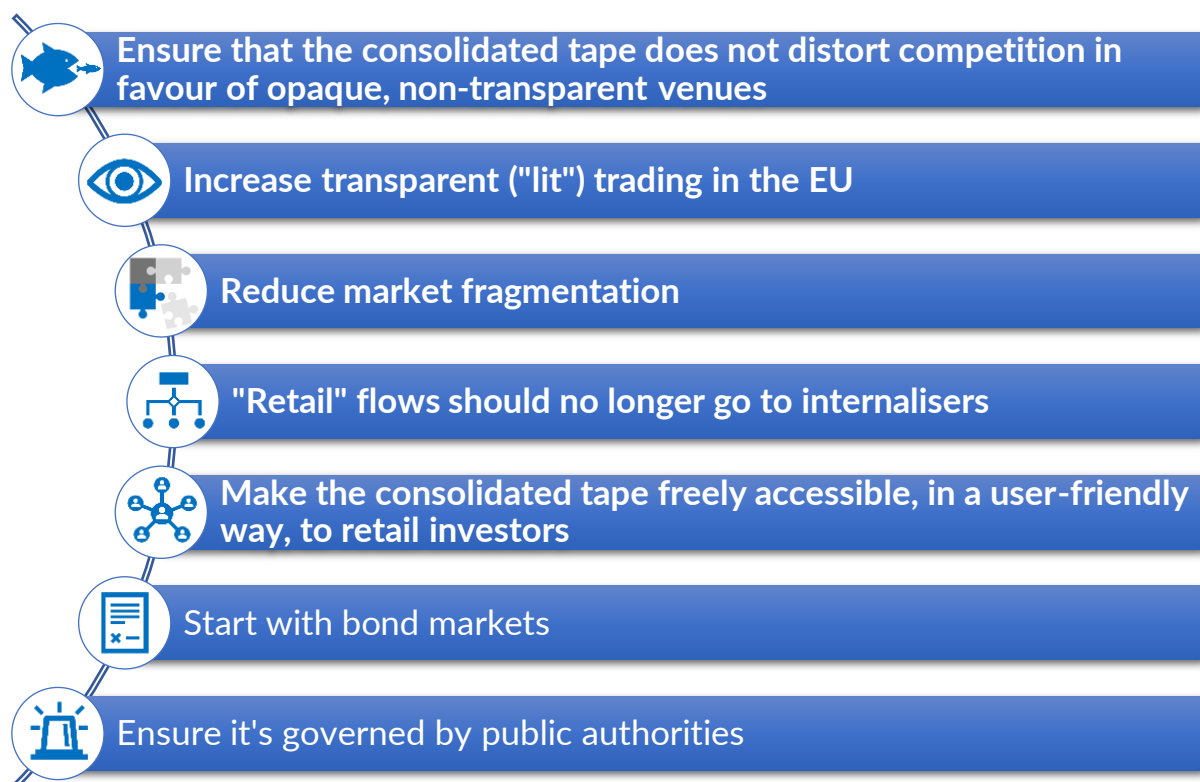 Ensure that the consolidated tape does not distort competition in
favour of opaque, non-transparent venues
Increase transparent ("lit") trading in the EU
Reduce market fragmentation
"Retail" flows should no longer go to internalisers
Make the consolidated tape freely accessible, in a user-friendly
way, to retail investors
Start with bond markets
Ensure it's governed by public authorities